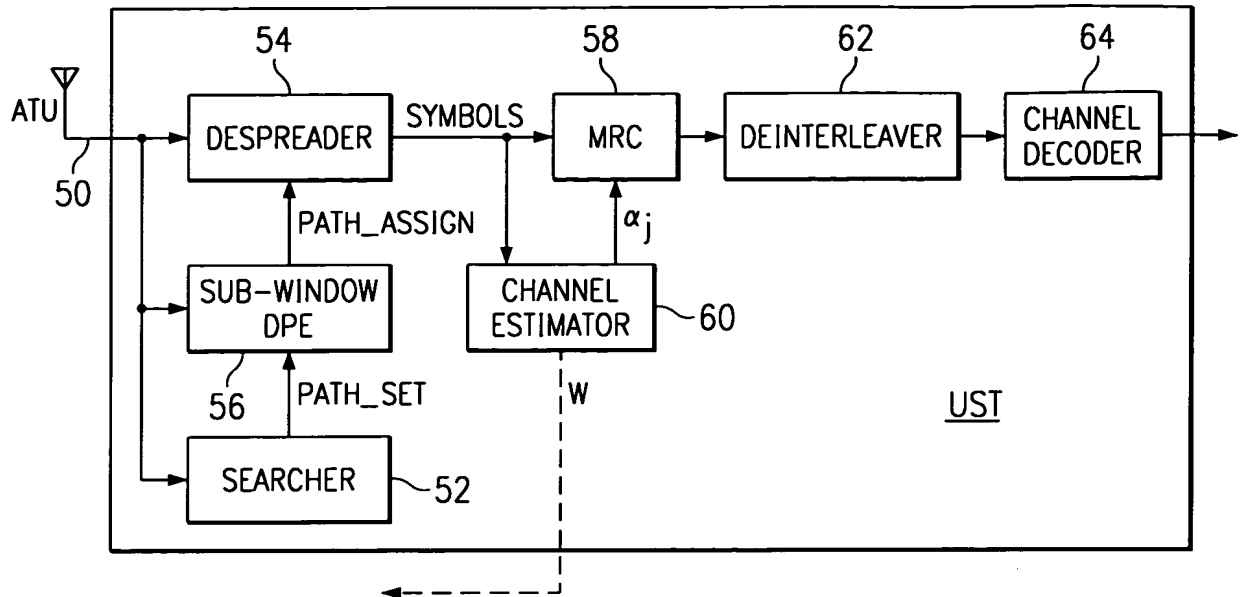 54
58
62
64
ATU
50
DESPREADER
SYMBOLS
MRC
DEINTERLEAVER
CHANNEL
DECODER
PATH_ASSIGN
αj
SUB-WINDOW
DPE
CHANNEL
ESTIMATOR
60
56
PATH_SET
W
UST
SEARCHER
52